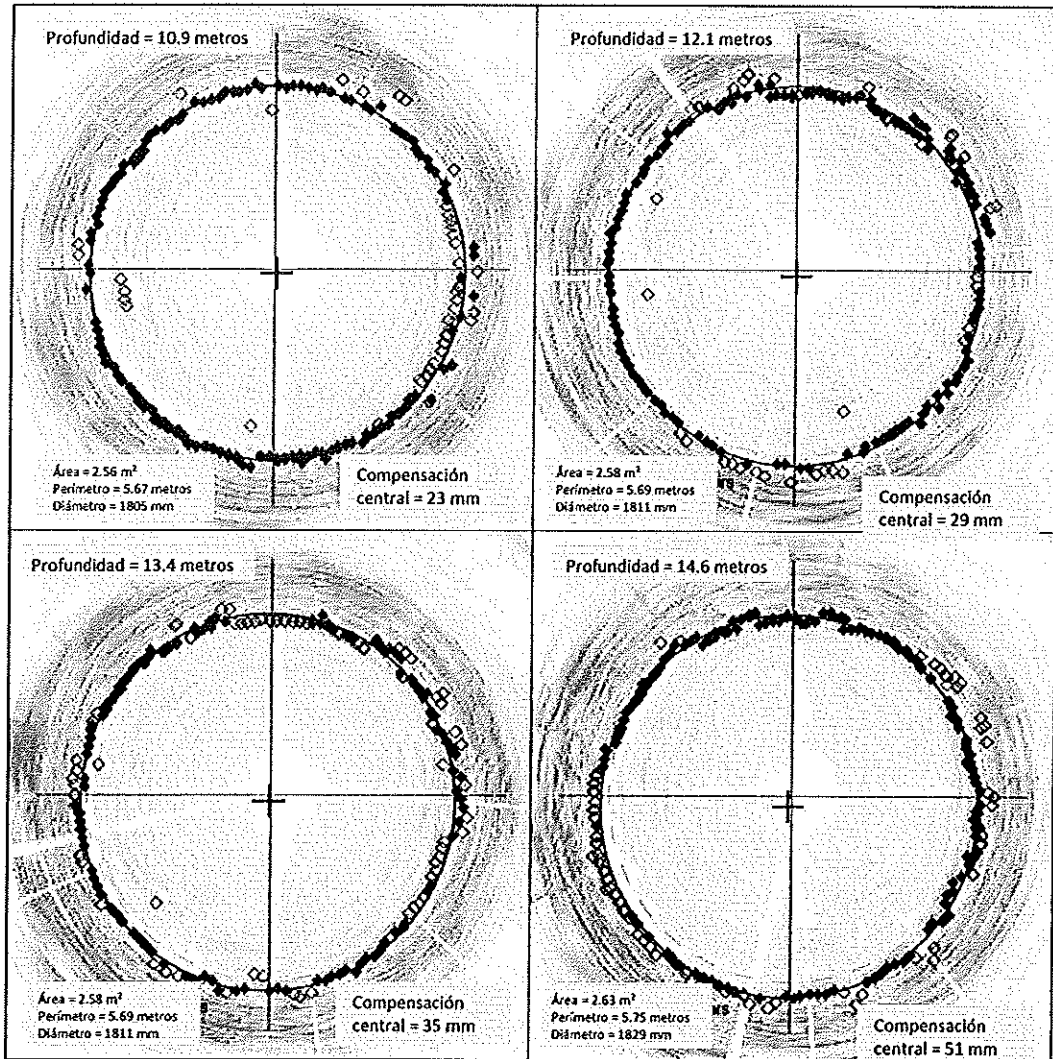 Profundidad = 10.9 metros
Área = 2.56 m²
Perímetro = 5.67 metros
Diámetro = 1805 mm
Compensación
central = 23 mm
Profundidad = 12.1 metros
Área = 2.58 m²
Perímetro = 5.69 metros
Diámetro = 1811 mm
Compensación
central = 29 mm
Profundidad = 13.4 metros
Área = 2.58 m²
Perímetro = 5.69 metros
Diámetro = 1811 mm
Compensación
central = 35 mm
Profundidad = 14.6 metros
Área = 2.63 m²
Perímetro = 5.75 metros
Diámetro = 1829 mm
Compensación
central = 51 mm